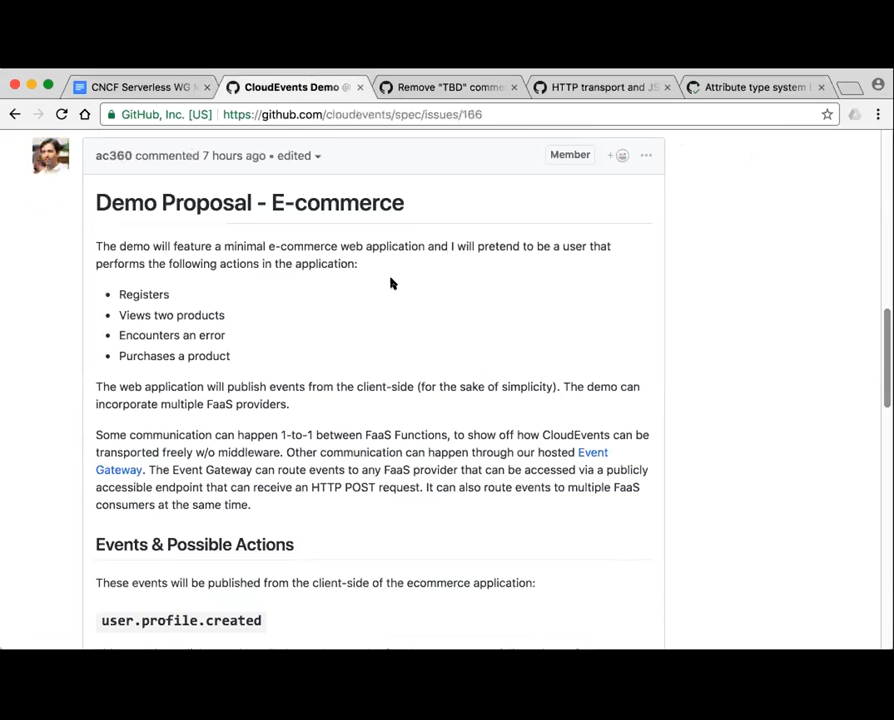 CNCF Serverless WG
CloudEvents Demo @
Remove "TBD" comme
HTTP transport and JS
Attribute type system
GitHub, Inc. [US]
https://github.com/cloudevents/spec/issues/166
ac360 commented 7 hours ago • edited
Member
Demo Proposal - E-commerce
The demo will feature a minimal e-commerce web application and I will pretend to be a user that
performs the following actions in the application:
• Registers
• Views two products
• Encounters an error
• Purchases a product
The web application will publish events from the client-side (for the sake of simplicity). The demo can
incorporate multiple FaaS providers.
Some communication can happen 1-to-1 between FaaS Functions, to show off how CloudEvents can be
transported freely w/o middleware. Other communication can happen through our hosted Event
Gateway. The Event Gateway can route events to any FaaS provider that can be accessed via a publicly
accessible endpoint that can receive an HTTP POST request. It can also route events to multiple FaaS
consumers at the same time.
Events & Possible Actions
These events will be published from the client-side of the ecommerce application:
user.profile.created